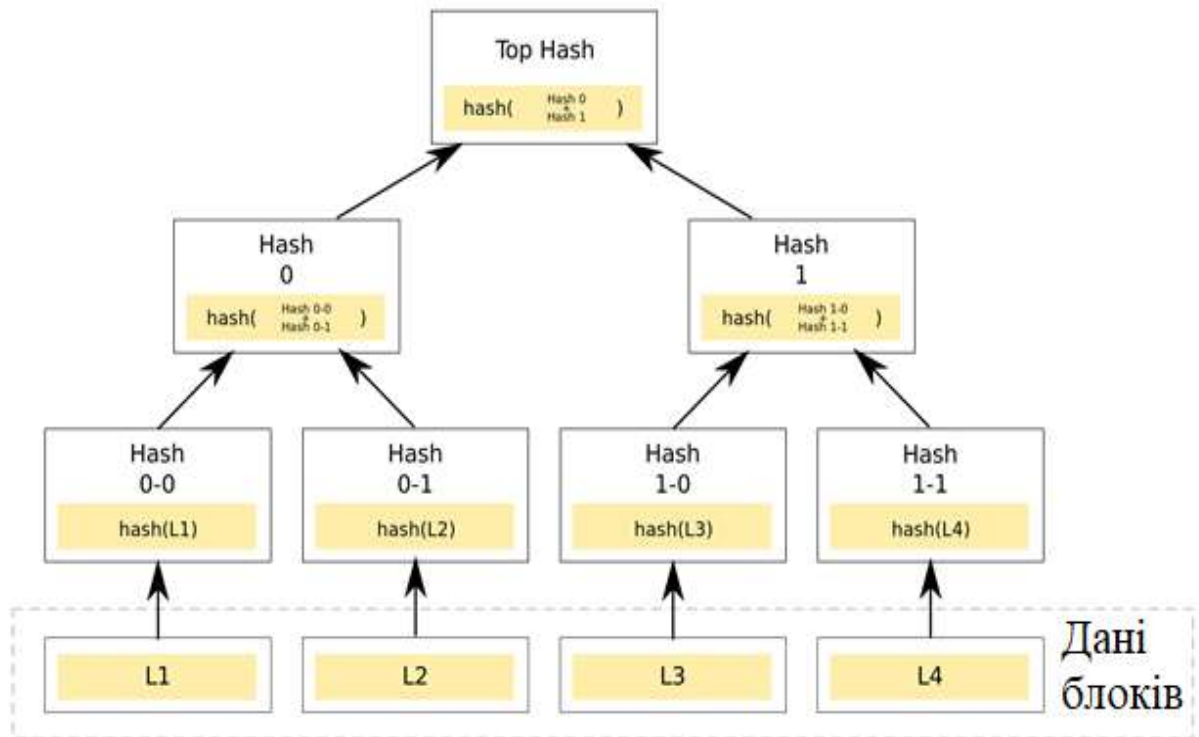 Top Hash
hash( Hash 0 + Hash 1 )
Hash
0
hash( Hash 0-0 + Hash 0-1 )
Hash
1
hash( Hash 1-0 + Hash 1-1 )
Hash
0-0
hash(L1)
Hash
0-1
hash(L2)
Hash
1-0
hash(L3)
Hash
1-1
hash(L4)
L1
L2
L3
L4
Дані
блоків